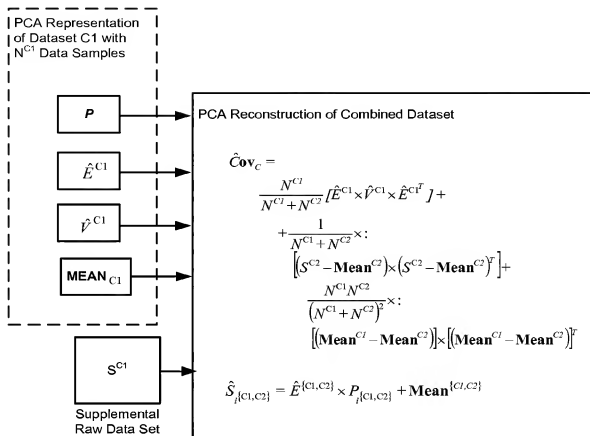 PCA Representation
of Dataset C1 with
N^C1 Data Samples
P
Ê^C1
V̂^C1
MEAN_C1
S^C1
Supplemental
Raw Data Set
PCA Reconstruction of Combined Dataset
Ĉov_C =
N^C1 / (N^C1 + N^C2) [Ê^C1 × V̂^C1 × Ê^C1^T] +
+ 1 / (N^C1 + N^C2) ×:
[(S^C2 − Mean^C2) × (S^C2 − Mean^C2)^T] +
N^C1 N^C2 / (N^C1 + N^C2)^2 ×:
[(Mean^C1 − Mean^C2)] × [(Mean^C1 − Mean^C2)]^T
Ŝ_i{C1,C2} = Ê^{C1,C2} × P_i{C1,C2} + Mean^{C1,C2}